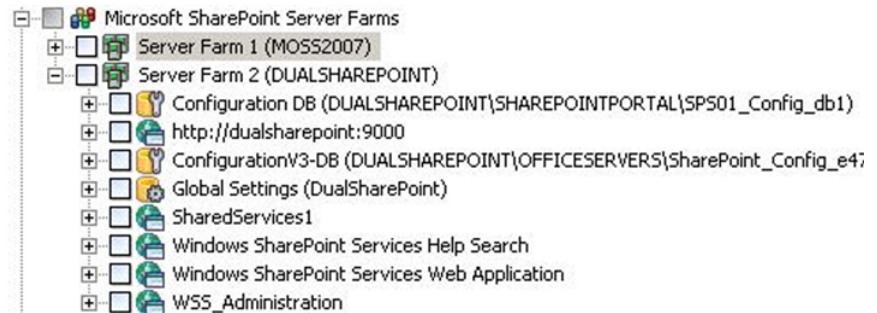 Microsoft SharePoint Server Farms
Server Farm 1 (MOSS2007)
Server Farm 2 (DUALSHAREPOINT)
Configuration DB (DUALSHAREPOINT\SHAREPOINTPORTAL\SPS01_Config_db1)
http://dualsharepoint:9000
ConfigurationV3-DB (DUALSHAREPOINT\OFFICESERVERS\SharePoint_Config_e47
Global Settings (DualSharePoint)
SharedServices1
Windows SharePoint Services Help Search
Windows SharePoint Services Web Application
WSS_Administration